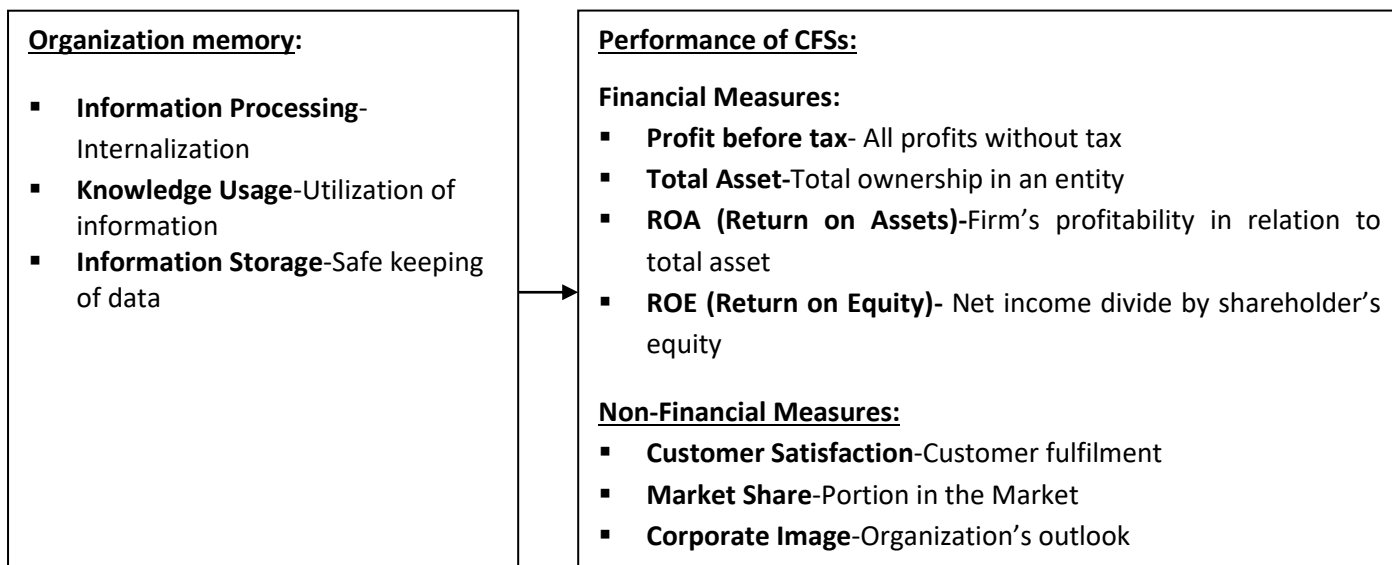 Organization memory:
▪ Information Processing-
Internalization
▪ Knowledge Usage-Utilization of
information
▪ Information Storage-Safe keeping
of data
Performance of CFSs:
Financial Measures:
▪ Profit before tax- All profits without tax
▪ Total Asset-Total ownership in an entity
▪ ROA (Return on Assets)-Firm’s profitability in relation to
total asset
▪ ROE (Return on Equity)- Net income divide by shareholder’s
equity
Non-Financial Measures:
▪ Customer Satisfaction-Customer fulfilment
▪ Market Share-Portion in the Market
▪ Corporate Image-Organization’s outlook